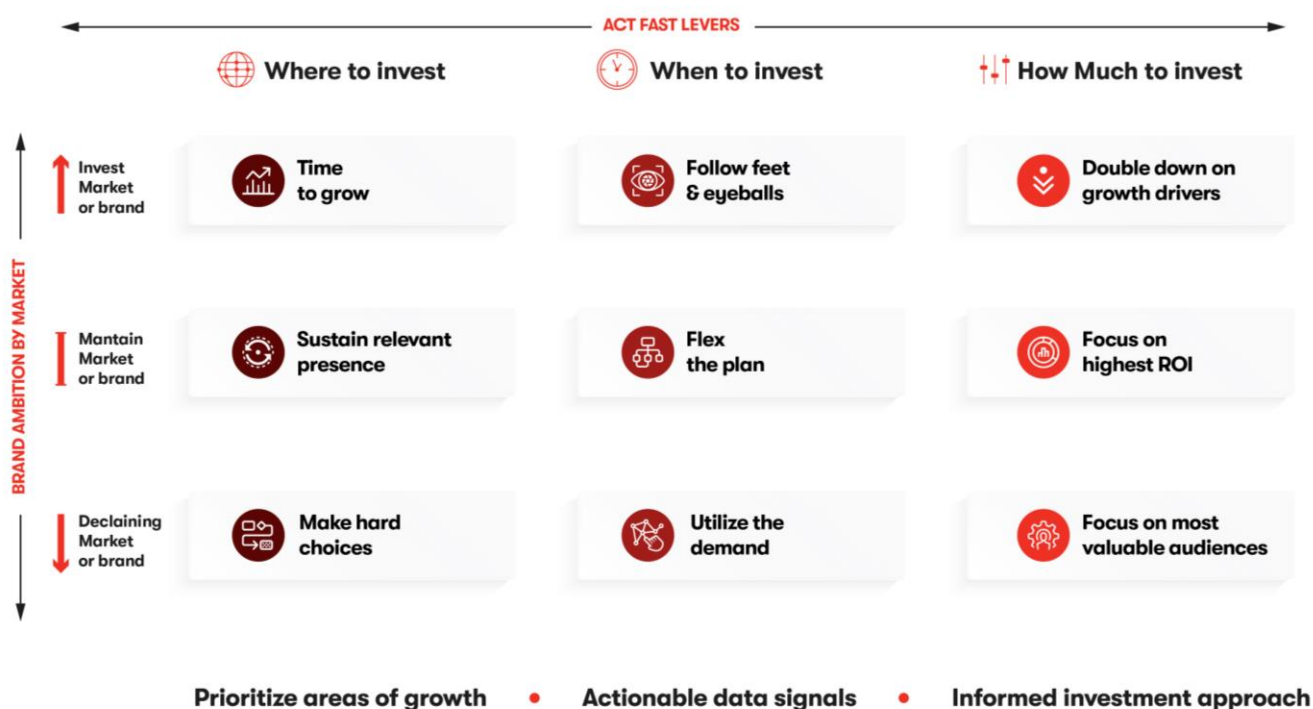 ACT FAST LEVERS
Where to invest
When to invest
How Much to invest
BRAND AMBITION BY MARKET
Invest
Market
or brand
Time
to grow
Follow feet
& eyeballs
Double down on
growth drivers
Mantain
Market
or brand
Sustain relevant
presence
Flex
the plan
Focus on
highest ROI
Declaining
Market
or brand
Make hard
choices
Utilize the
demand
Focus on most
valuable audiences
Prioritize areas of growth • Actionable data signals • Informed investment approach